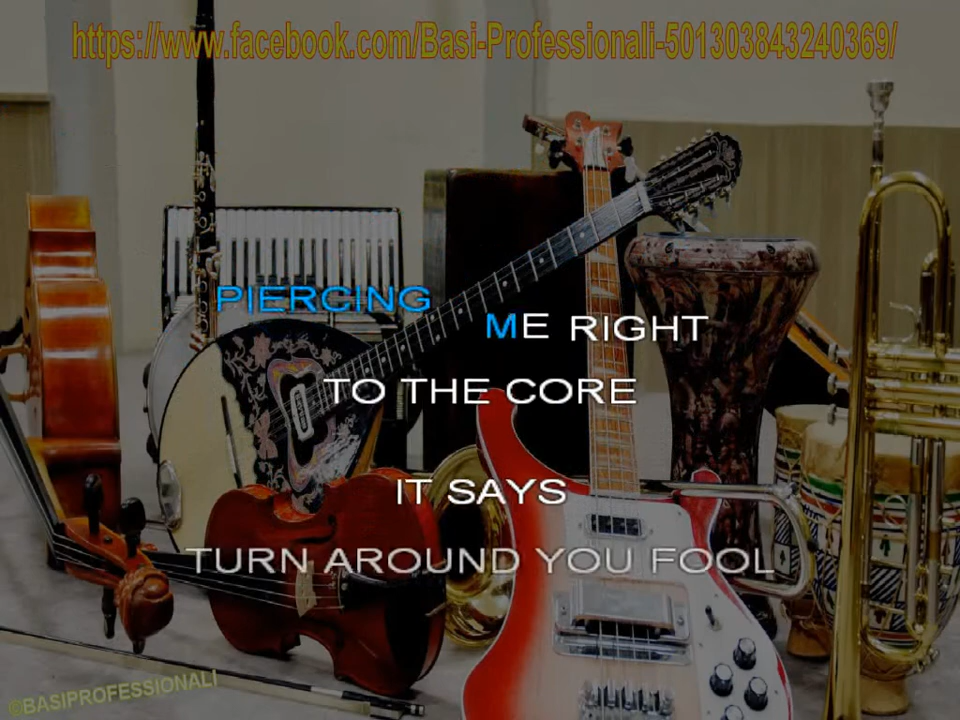 https://www.facebook.com/Basi-Professionali-501303843240369/
PIERCING
ME RIGHT
TO THE CORE
IT SAYS
TURN AROUND YOU FOOL
©BASIPROFESSIONALI